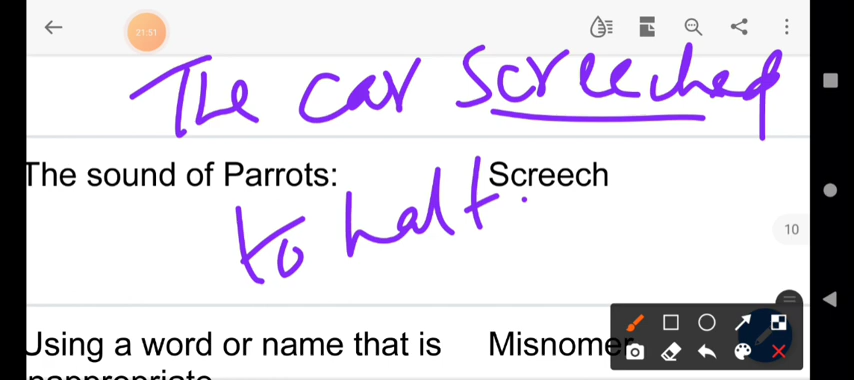 21:51
The car screeched
The sound of Parrots: Screech
to halt.
10
Using a word or name that is Misnomer
inappropriate